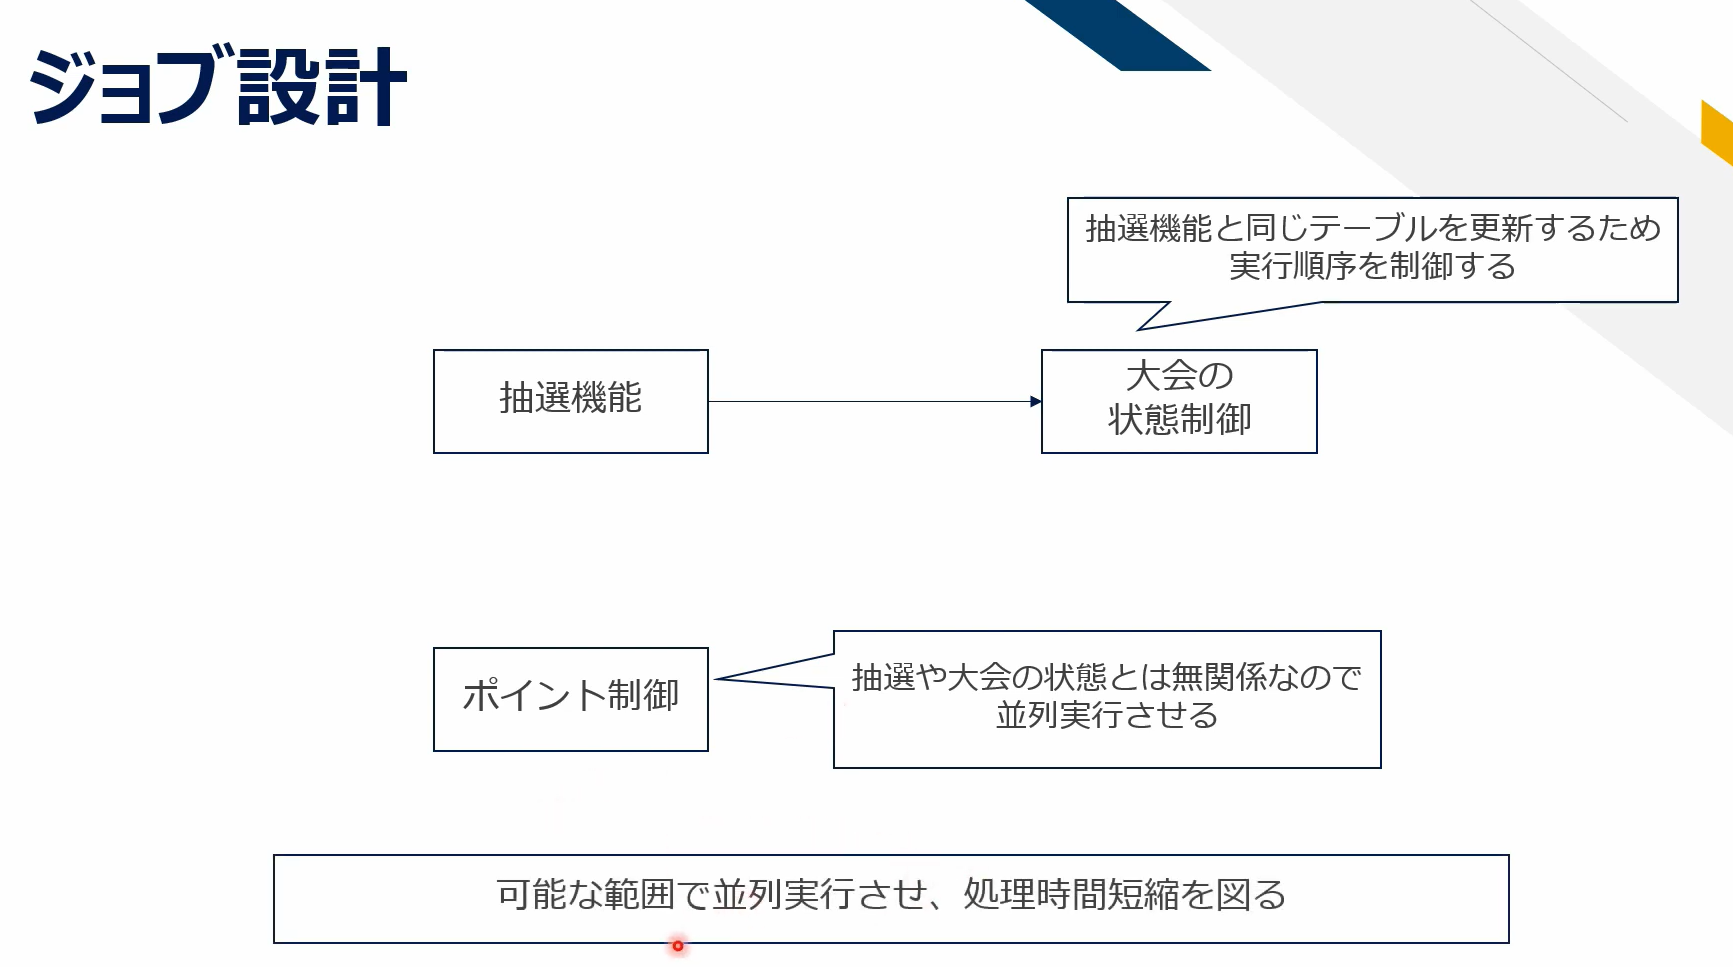 ジョブ設計
抽選機能と同じテーブルを更新するため
実行順序を制御する
抽選機能
大会の
状態制御
ポイント制御
抽選や大会の状態とは無関係なので
並列実行させる
可能な範囲で並列実行させ、処理時間短縮を図る